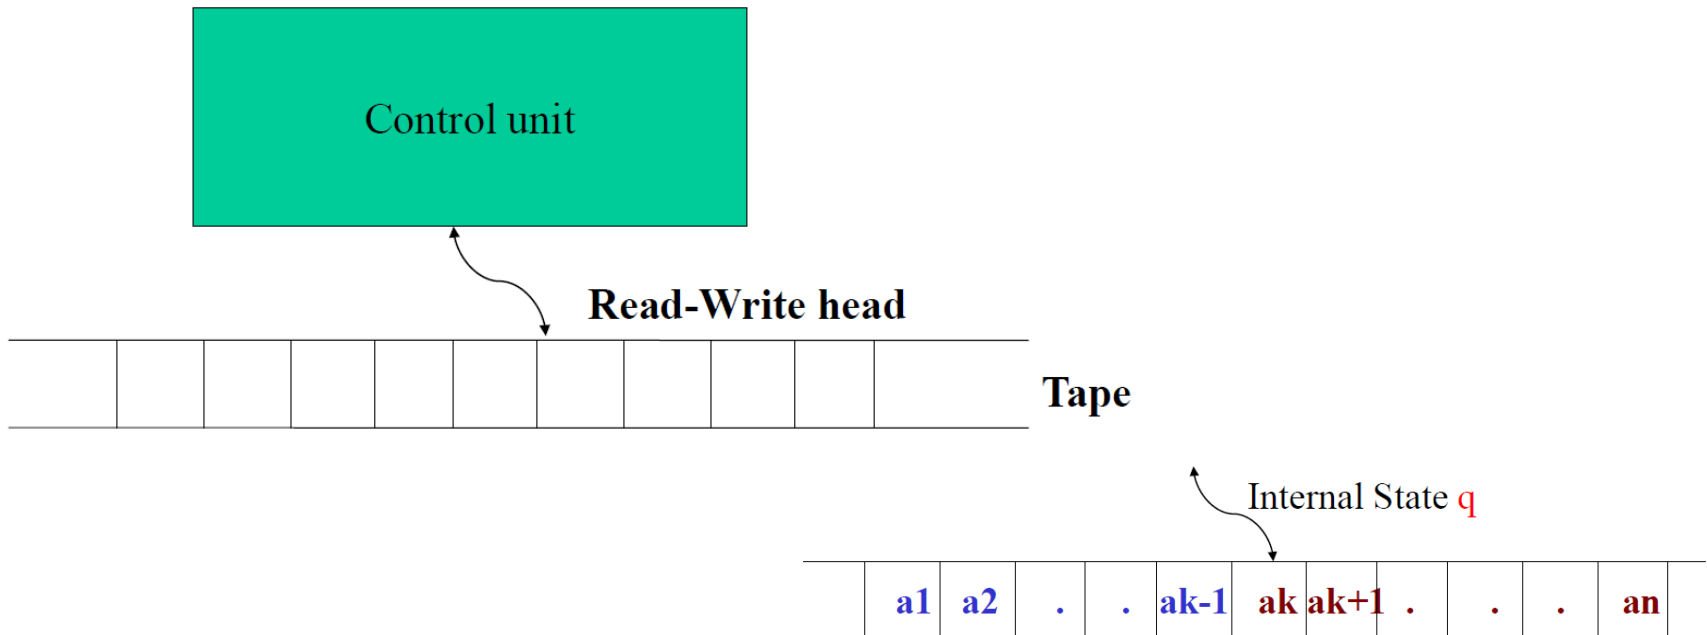 Control unit
Read-Write head
Tape
Internal State q
a1 a2 . . ak-1 ak ak+1 . . . an